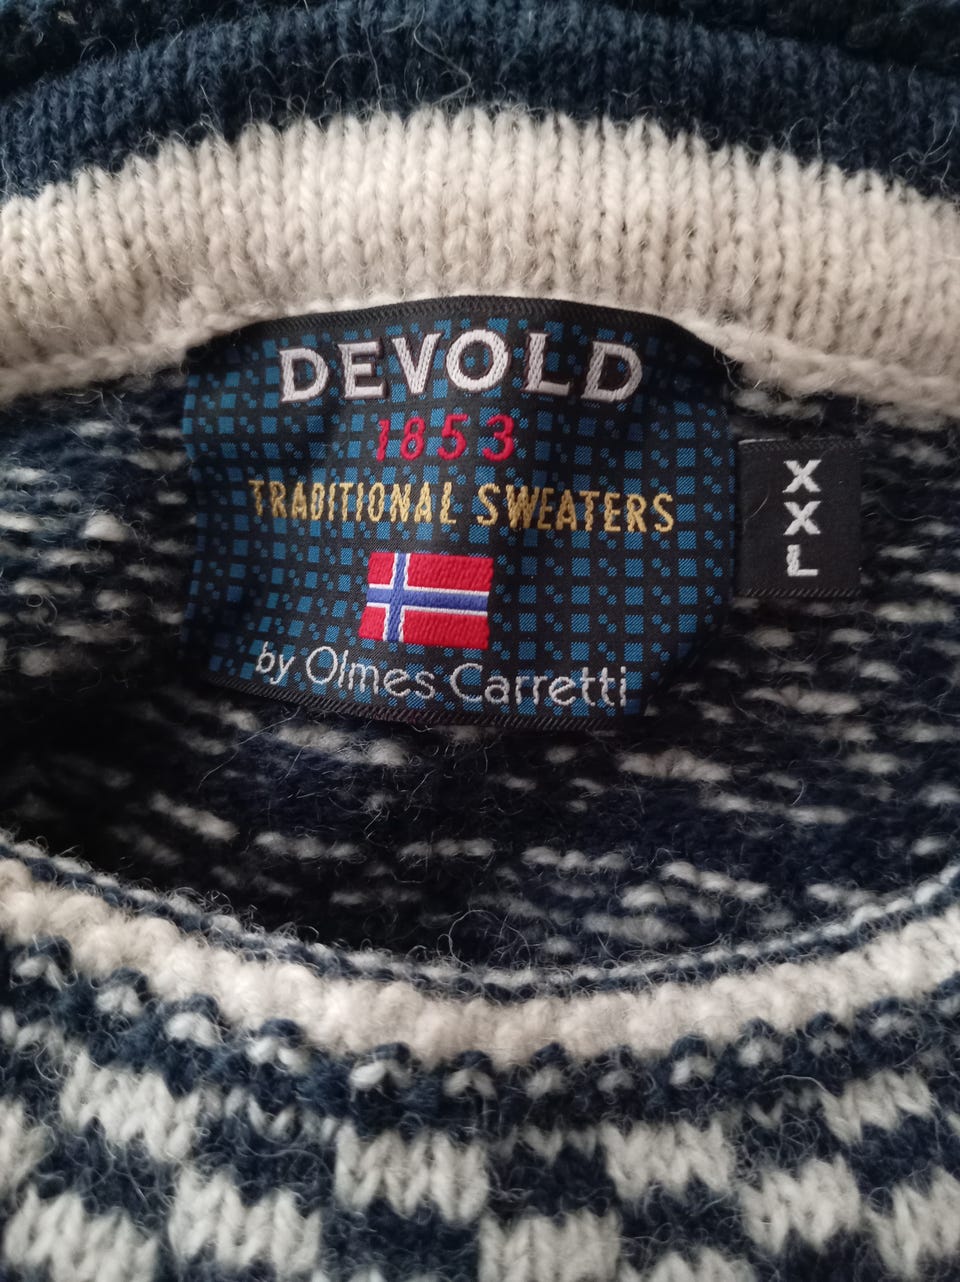 DEVOLD
1853
TRADITIONAL SWEATERS
by Olmes Carretti
XXL